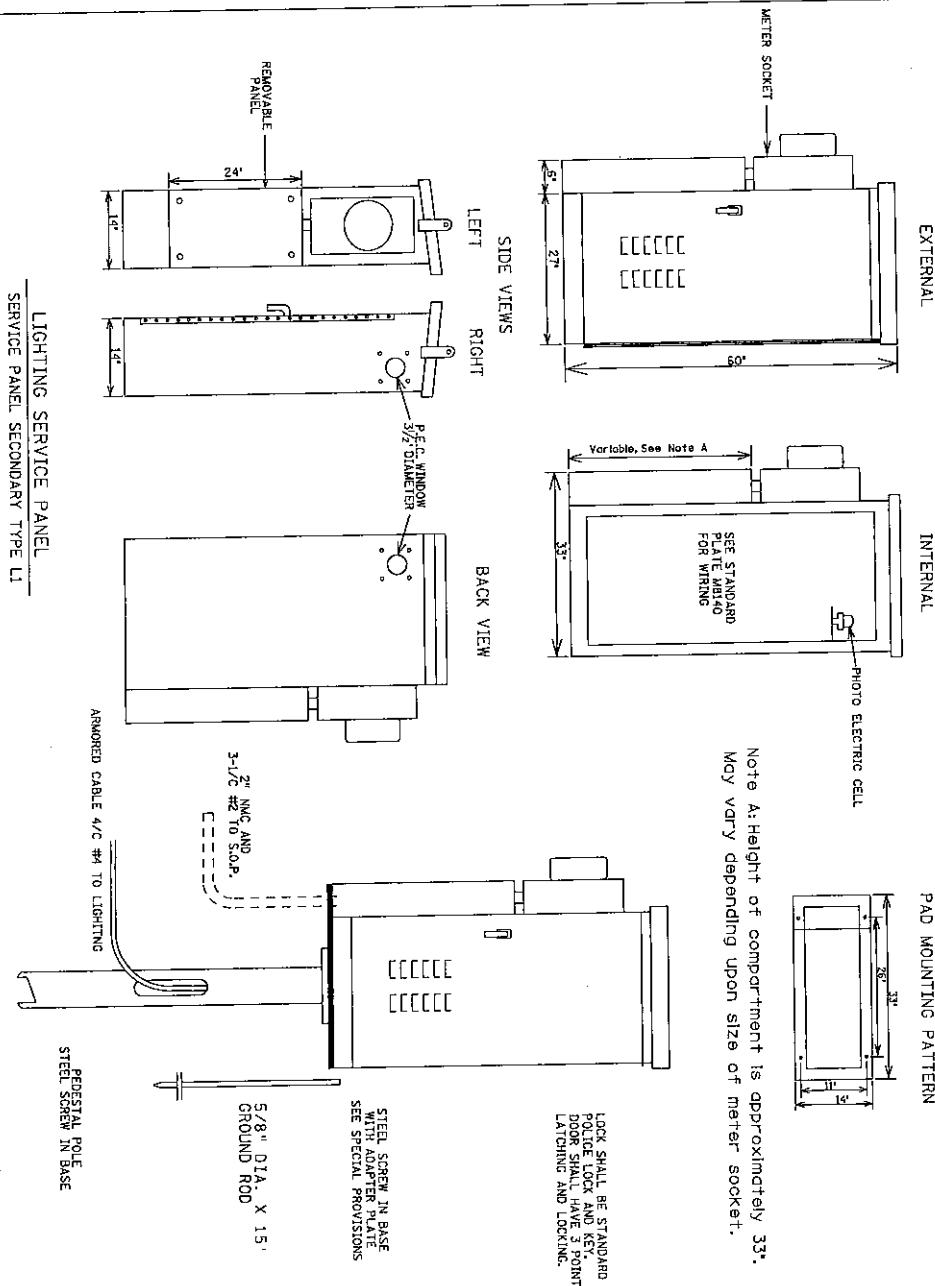 EXTERNAL
METER SOCKET
6"
27"
60"
INTERNAL
Variable, See Note A
33"
SEE STANDARD
PLATE M8140
FOR WIRING
PHOTO ELECTRIC CELL
PAD MOUNTING PATTERN
33"
26"
11"
14"
Note A: Height of compartment is approximately 33".
May vary depending upon size of meter socket.
SIDE VIEWS
LEFT
REMOVABLE
PANEL
24"
14"
RIGHT
14"
P.E.C. WINDOW
3 1/2" DIAMETER
BACK VIEW
2" NMC AND
3-1/C #2 TO S.O.P.
ARMORED CABLE 4/C #4 TO LIGHITNG
LOCK SHALL BE STANDARD
POLICE LOCK AND KEY.
DOOR SHALL HAVE 3 POINT
LATCHING AND LOCKING.
STEEL SCREW IN BASE
WITH ADAPTER PLATE
SEE SPECIAL PROVISIONS
5/8" DIA. X 15'
GROUND ROD
PEDESTAL POLE
STEEL SCREW IN BASE
LIGHTING SERVICE PANEL
SERVICE PANEL SECONDARY TYPE L1